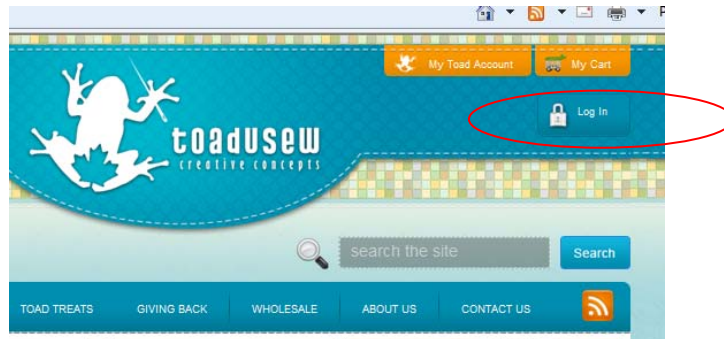 My Toad Account
My Cart
Log In
toadusew
creative concepts
search the site
Search
TOAD TREATS
GIVING BACK
WHOLESALE
ABOUT US
CONTACT US